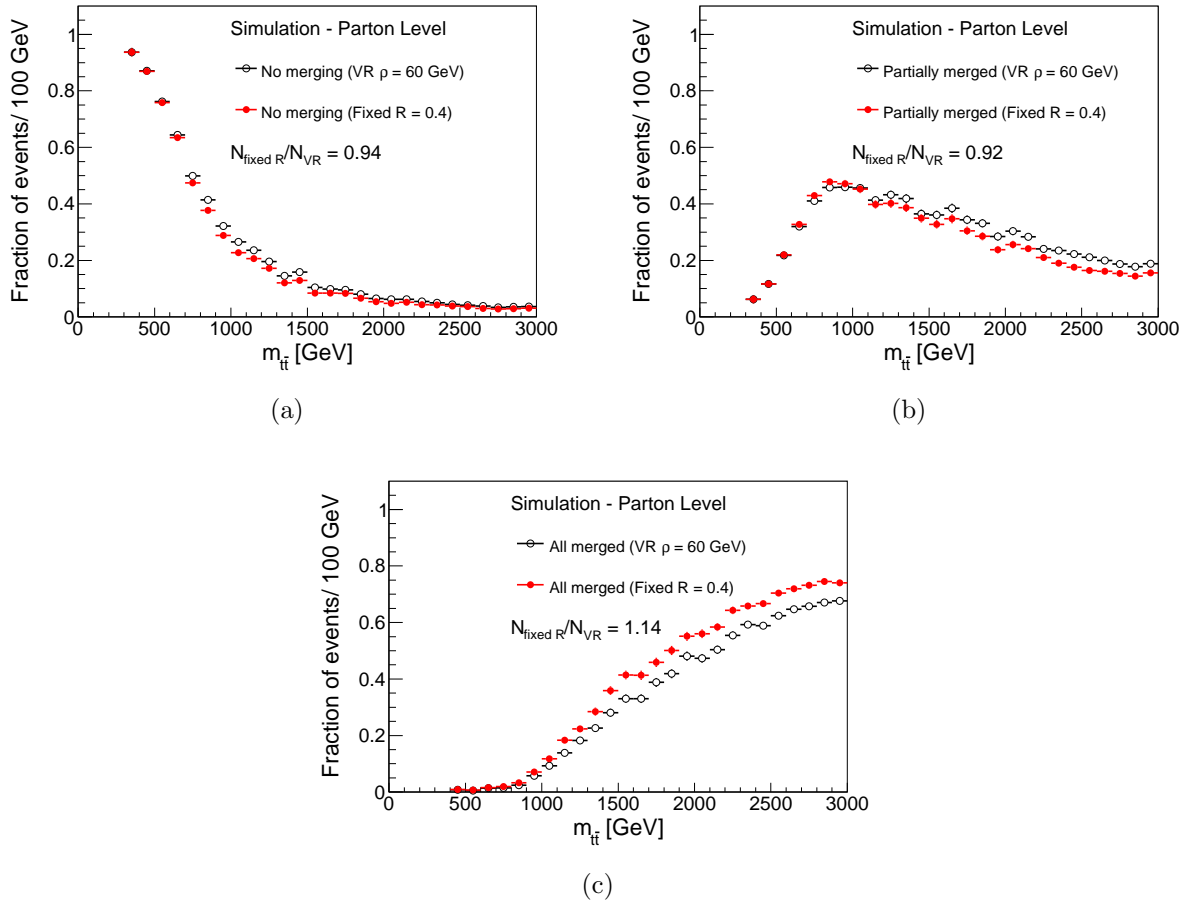 Fraction of events/ 100 GeV
1
0.8
0.6
0.4
0.2
0
Simulation - Parton Level
No merging (VR ρ = 60 GeV)
No merging (Fixed R = 0.4)
N_fixed R/N_VR = 0.94
0 500 1000 1500 2000 2500 3000
m_tt̄ [GeV]
(a)
Fraction of events/ 100 GeV
1
0.8
0.6
0.4
0.2
0
Simulation - Parton Level
Partially merged (VR ρ = 60 GeV)
Partially merged (Fixed R = 0.4)
N_fixed R/N_VR = 0.92
0 500 1000 1500 2000 2500 3000
m_tt̄ [GeV]
(b)
Fraction of events/ 100 GeV
1
0.8
0.6
0.4
0.2
0
Simulation - Parton Level
All merged (VR ρ = 60 GeV)
All merged (Fixed R = 0.4)
N_fixed R/N_VR = 1.14
0 500 1000 1500 2000 2500 3000
m_tt̄ [GeV]
(c)